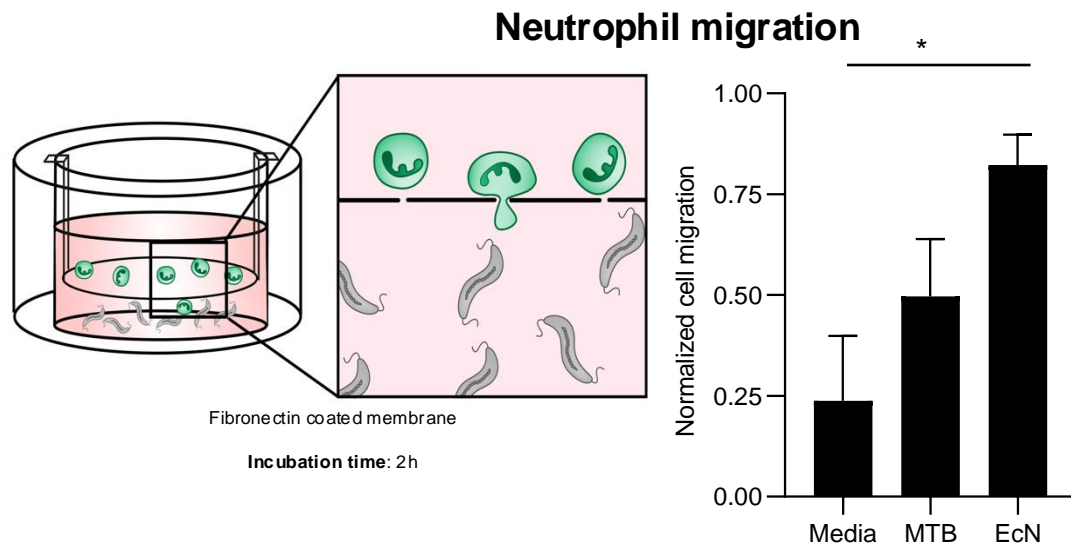 Neutrophil migration
Fibronectin coated membrane
Incubation time: 2h
*
Normalized cell migration
1.00
0.75
0.50
0.25
0.00
Media MTB EcN